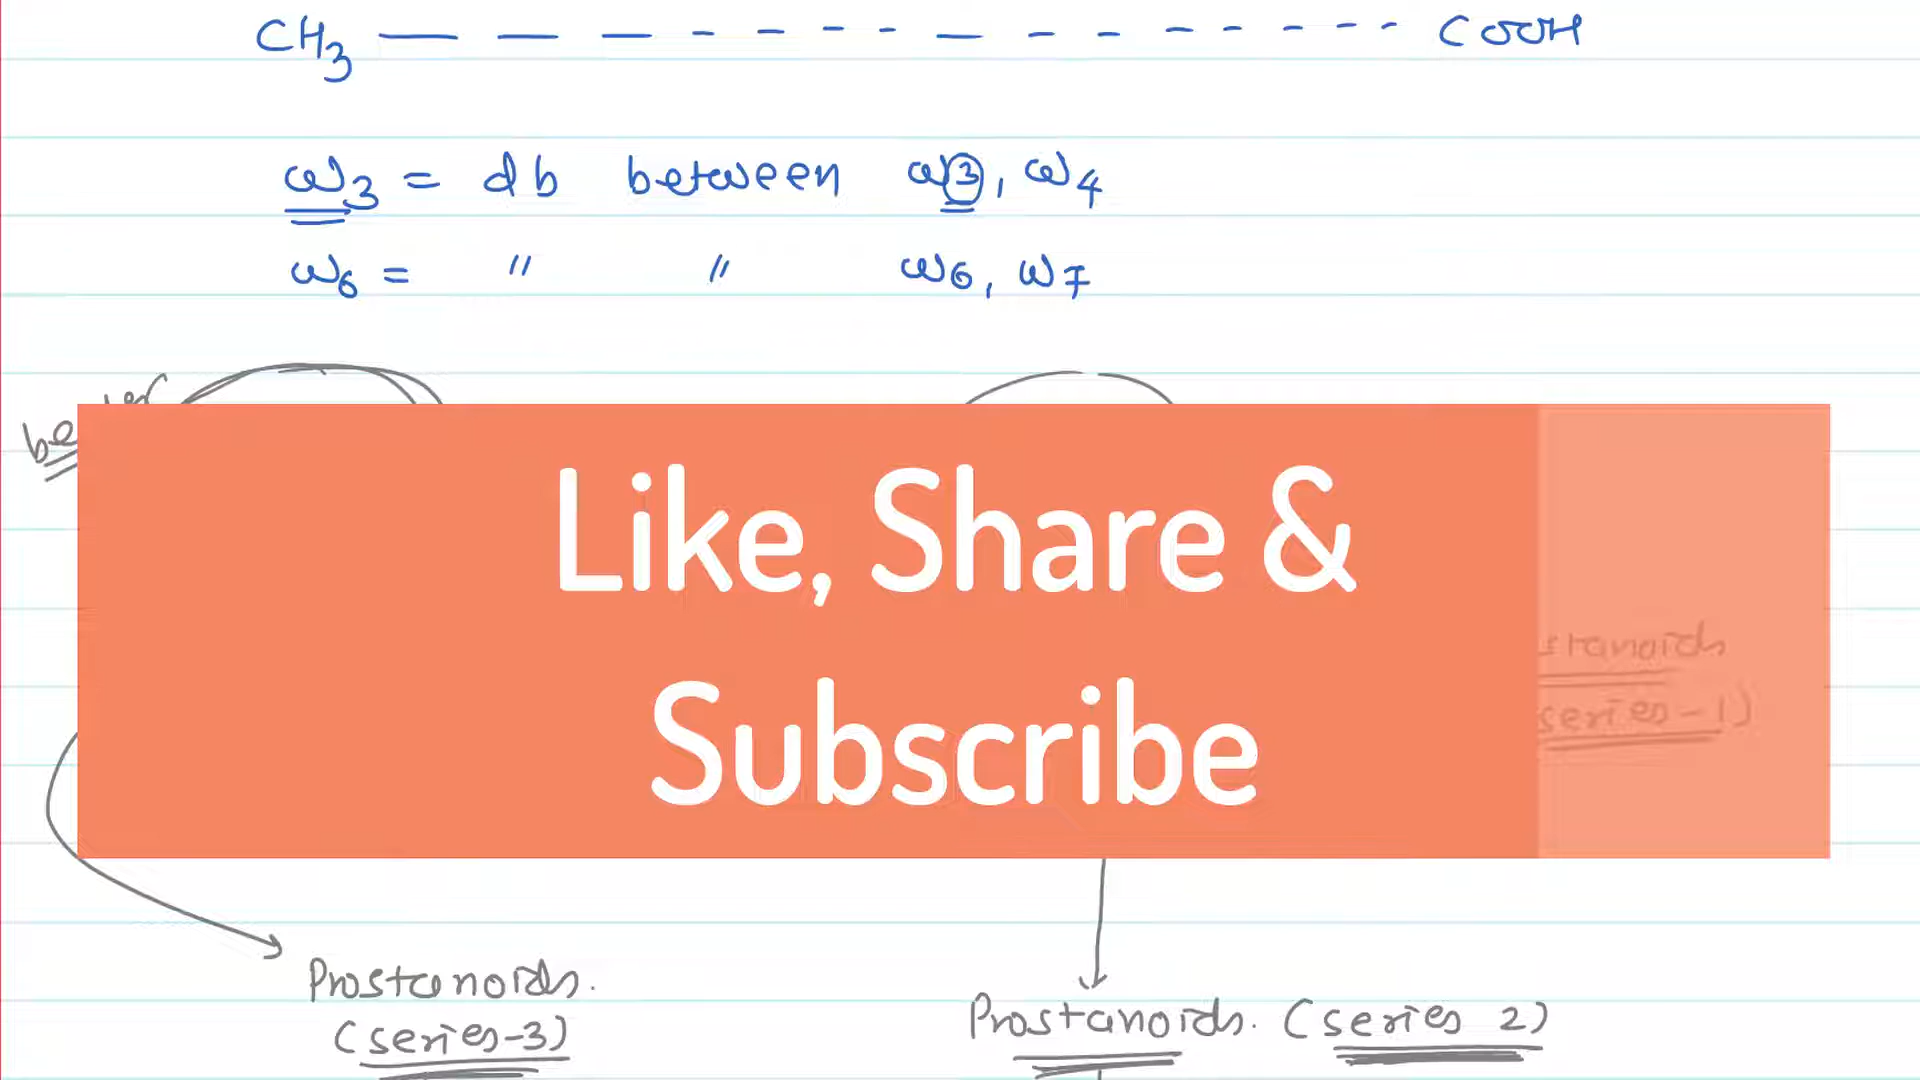 CH3 — — — - - - - — - - - - - - - COOH
ω3 = db between ω3, ω4
ω6 = " " ω6, ω7
Like, Share &
Subscribe
series-1)
Prostanoids.
(series-3)
Prostanoids. (series 2)